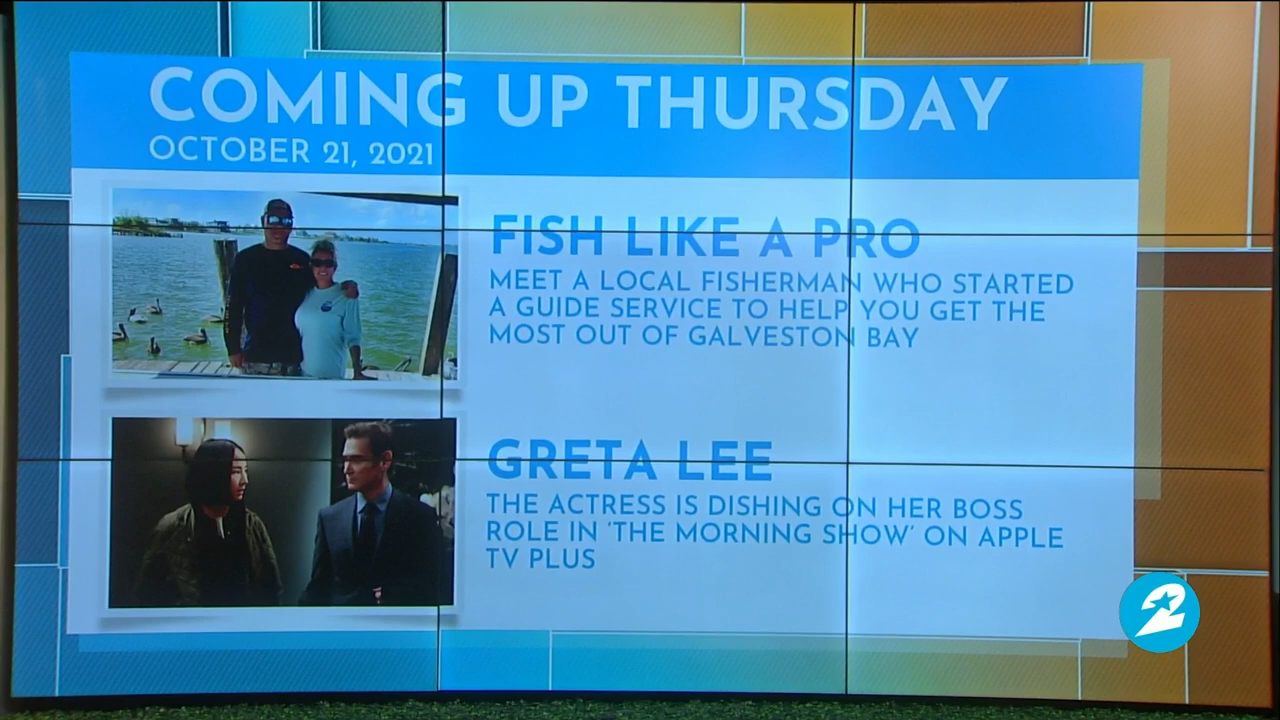 COMING UP THURSDAY
OCTOBER 21, 2021
FISH LIKE A PRO
MEET A LOCAL FISHERMAN WHO STARTED
A GUIDE SERVICE TO HELP YOU GET THE
MOST OUT OF GALVESTON BAY
GRETA LEE
THE ACTRESS IS DISHING ON HER BOSS
ROLE IN 'THE MORNING SHOW' ON APPLE
TV PLUS
2